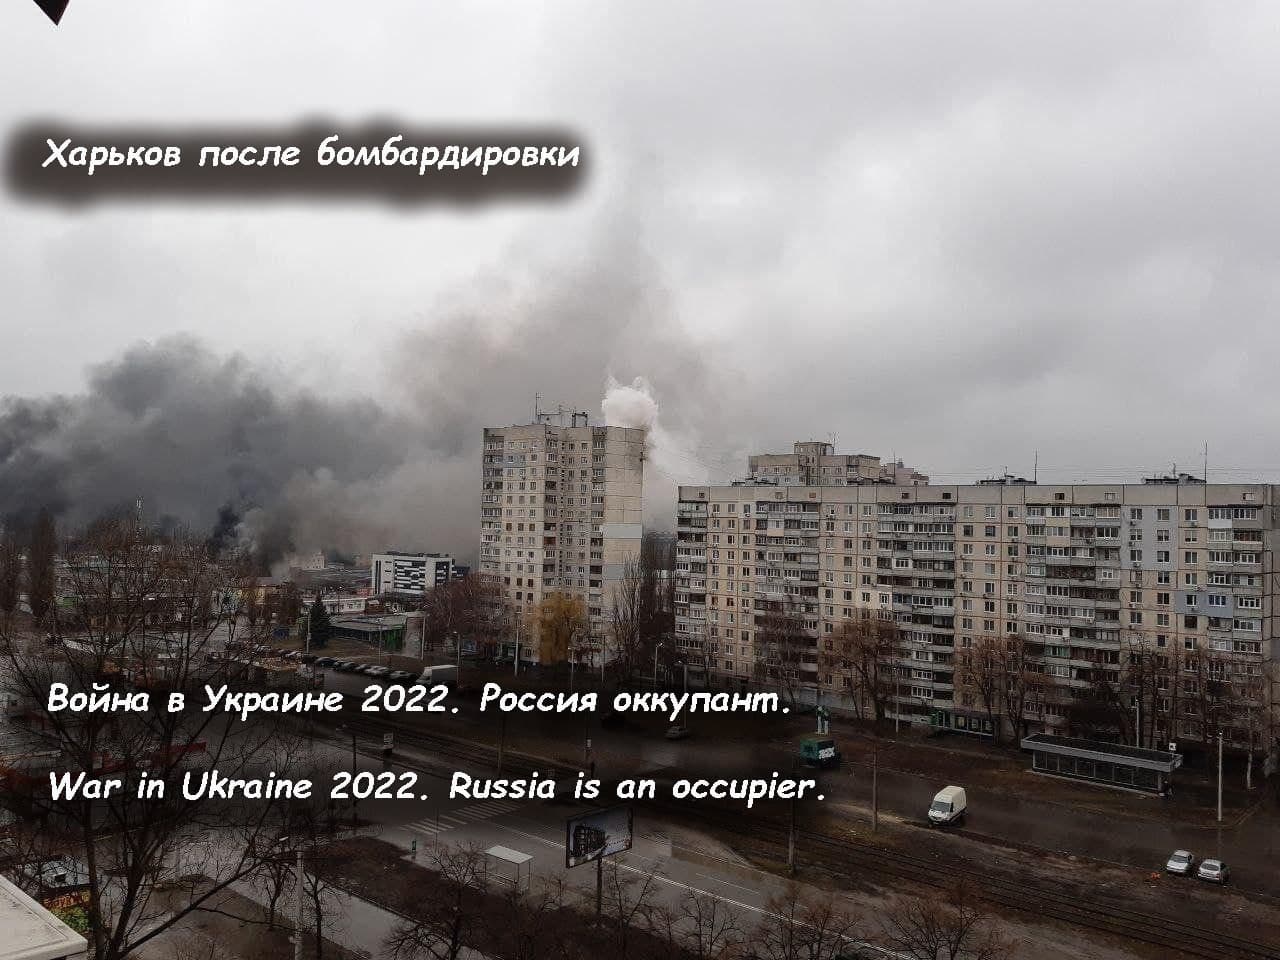 Харьков после бомбардировки
Война в Украине 2022. Россия оккупант.
War in Ukraine 2022. Russia is an occupier.